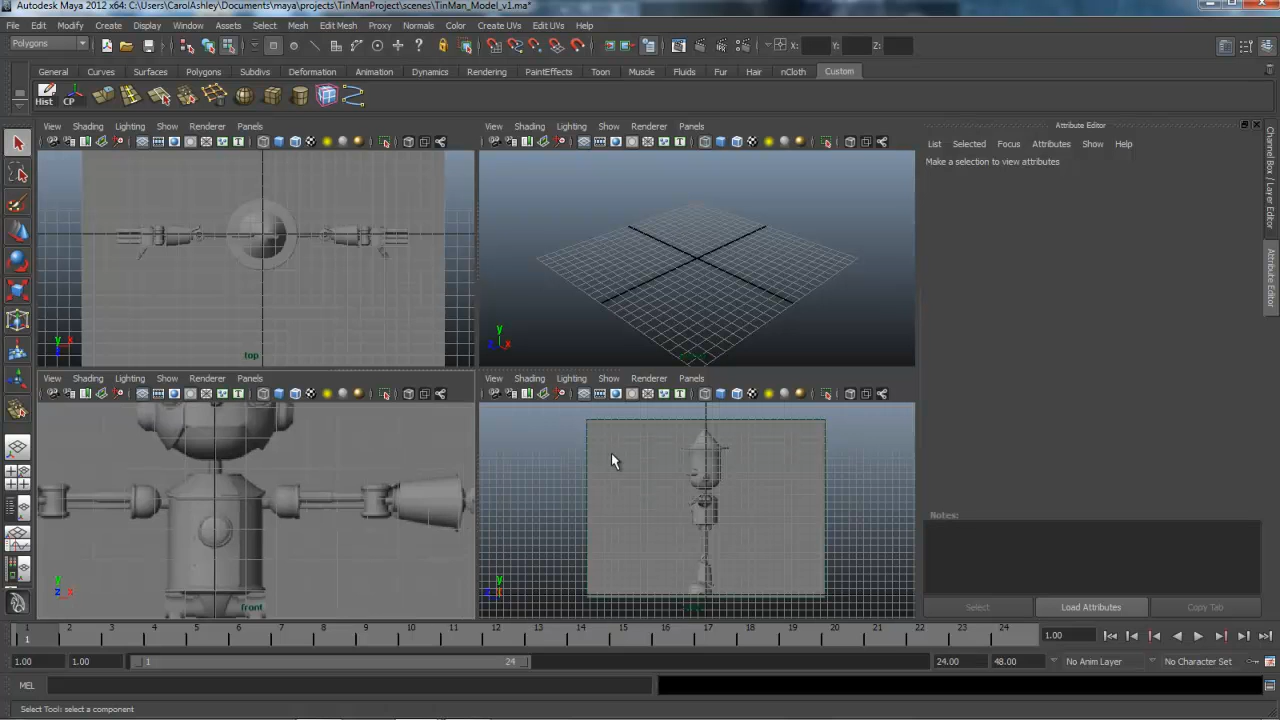 Autodesk Maya 2012 x64: C:\Users\CarolAshley\Documents\maya\projects\TinManProject\scenes\TinMan_Model_v1.ma*
File Edit Modify Create Display Window Assets Select Mesh Edit Mesh Proxy Normals Color Create UVs Edit UVs Help
Polygons X: Y: Z:
General Curves Surfaces Polygons Subdivs Deformation Animation Dynamics Rendering PaintEffects Toon Muscle Fluids Fur Hair nCloth Custom
Hist CP
View Shading Lighting Show Renderer Panels
View Shading Lighting Show Renderer Panels
Attribute Editor
List Selected Focus Attributes Show Help
Make a selection to view attributes
Channel Box / Layer Editor
Attribute Editor
y x z
top
y z x
View Shading Lighting Show Renderer Panels
View Shading Lighting Show Renderer Panels
y z x
front
y
Notes:
Select Load Attributes Copy Tab
1 2 3 4 5 6 7 8 9 10 11 12 13 14 15 16 17 18 19 20 21 22 23 24
1 1.00
1.00 1.00 1 24 24.00 48.00 No Anim Layer No Character Set
MEL
Select Tool: select a component